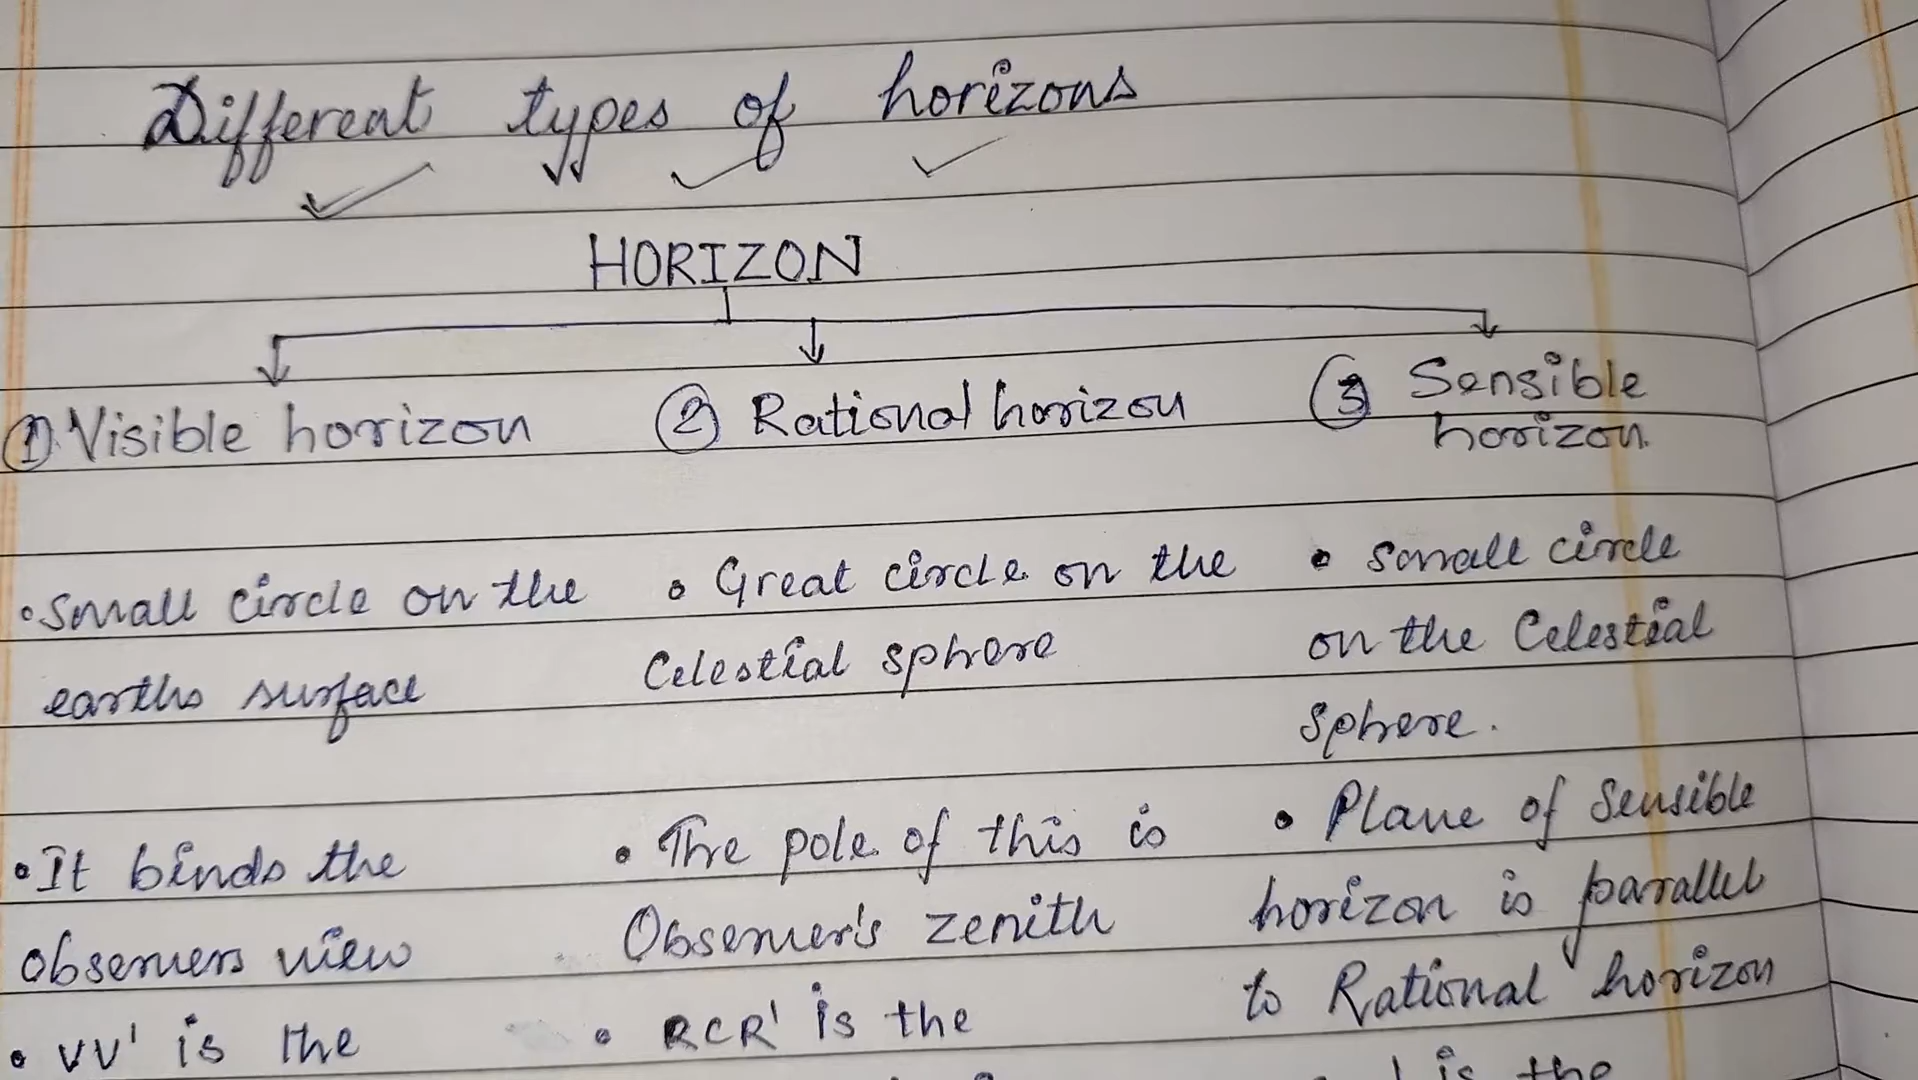 Different types of horizons
HORIZON
① Visible horizon
② Rational horizon
③ Sensible
horizon.
• Small circle on the
earths surface
• Great circle on the
Celestial sphere
• Small circle
on the Celestial
Sphere.
• It binds the
observers view
• VV' is the
• The pole of this is
Observer's zenith
• RCR' is the
• Plane of Sensible
horizon is parallel
to Rational horizon
is the